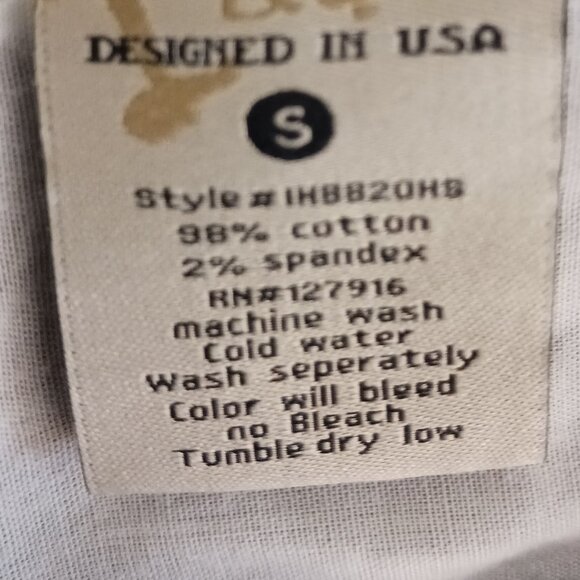 DESIGNED IN USA
S
Style # IH8820HS
98% cotton
2% spandex
RN#127916
machine wash
Cold water
Wash seperately
Color will bleed
no Bleach
Tumble dry low